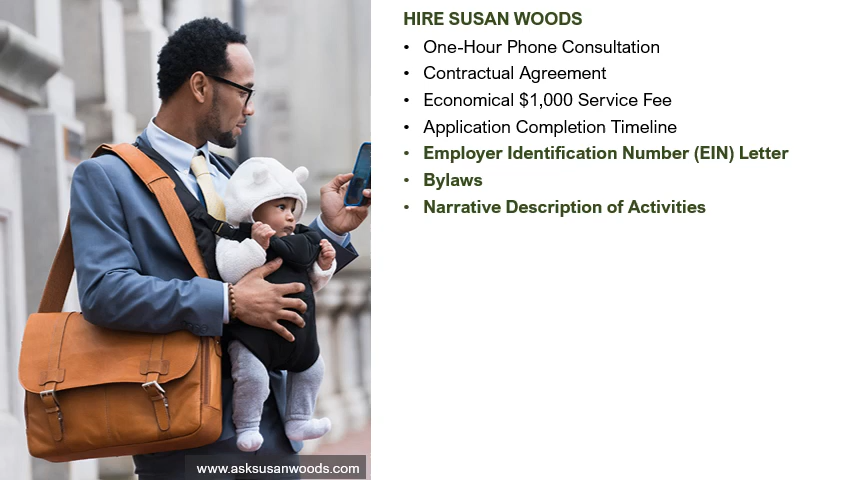 HIRE SUSAN WOODS
• One-Hour Phone Consultation
• Contractual Agreement
• Economical $1,000 Service Fee
• Application Completion Timeline
• Employer Identification Number (EIN) Letter
• Bylaws
• Narrative Description of Activities
www.asksusanwoods.com